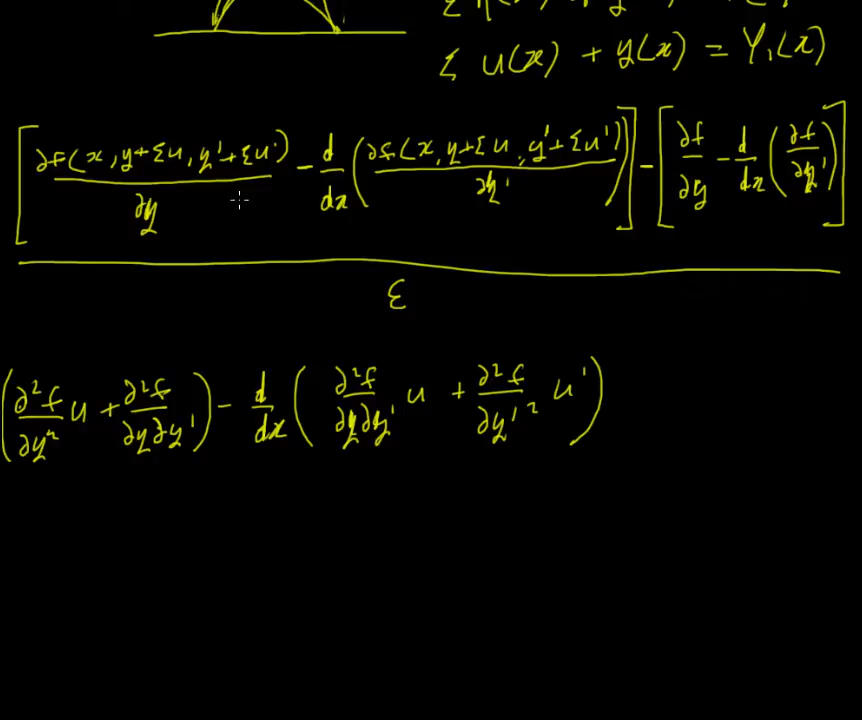 ε u(x) + y(x) = Y₁(x)
[∂f(x, y+εu, y'+εu')/∂y - d/dx (∂f(x, y+εu, y'+εu')/∂y')] - [∂f/∂y - d/dx (∂f/∂y')]
ε
(∂²f/∂y² u + ∂²f/∂y∂y') - d/dx (∂²f/∂y∂y' u + ∂²f/∂y'² u')